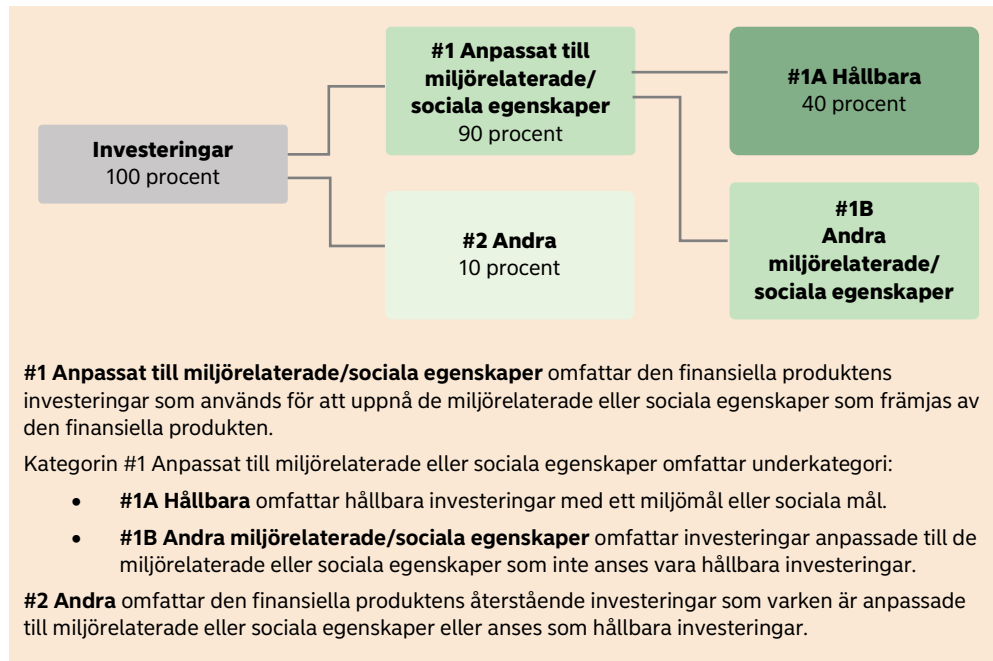 Investeringar
100 procent
#1 Anpassat till
miljörelaterade/
sociala egenskaper
90 procent
#2 Andra
10 procent
#1A Hållbara
40 procent
#1B
Andra
miljörelaterade/
sociala egenskaper
#1 Anpassat till miljörelaterade/sociala egenskaper omfattar den finansiella produktens
investeringar som används för att uppnå de miljörelaterade eller sociala egenskaper som främjas av
den finansiella produkten.
Kategorin #1 Anpassat till miljörelaterade eller sociala egenskaper omfattar underkategori:
• #1A Hållbara omfattar hållbara investeringar med ett miljömål eller sociala mål.
• #1B Andra miljörelaterade/sociala egenskaper omfattar investeringar anpassade till de
miljörelaterade eller sociala egenskaper som inte anses vara hållbara investeringar.
#2 Andra omfattar den finansiella produktens återstående investeringar som varken är anpassade
till miljörelaterade eller sociala egenskaper eller anses som hållbara investeringar.